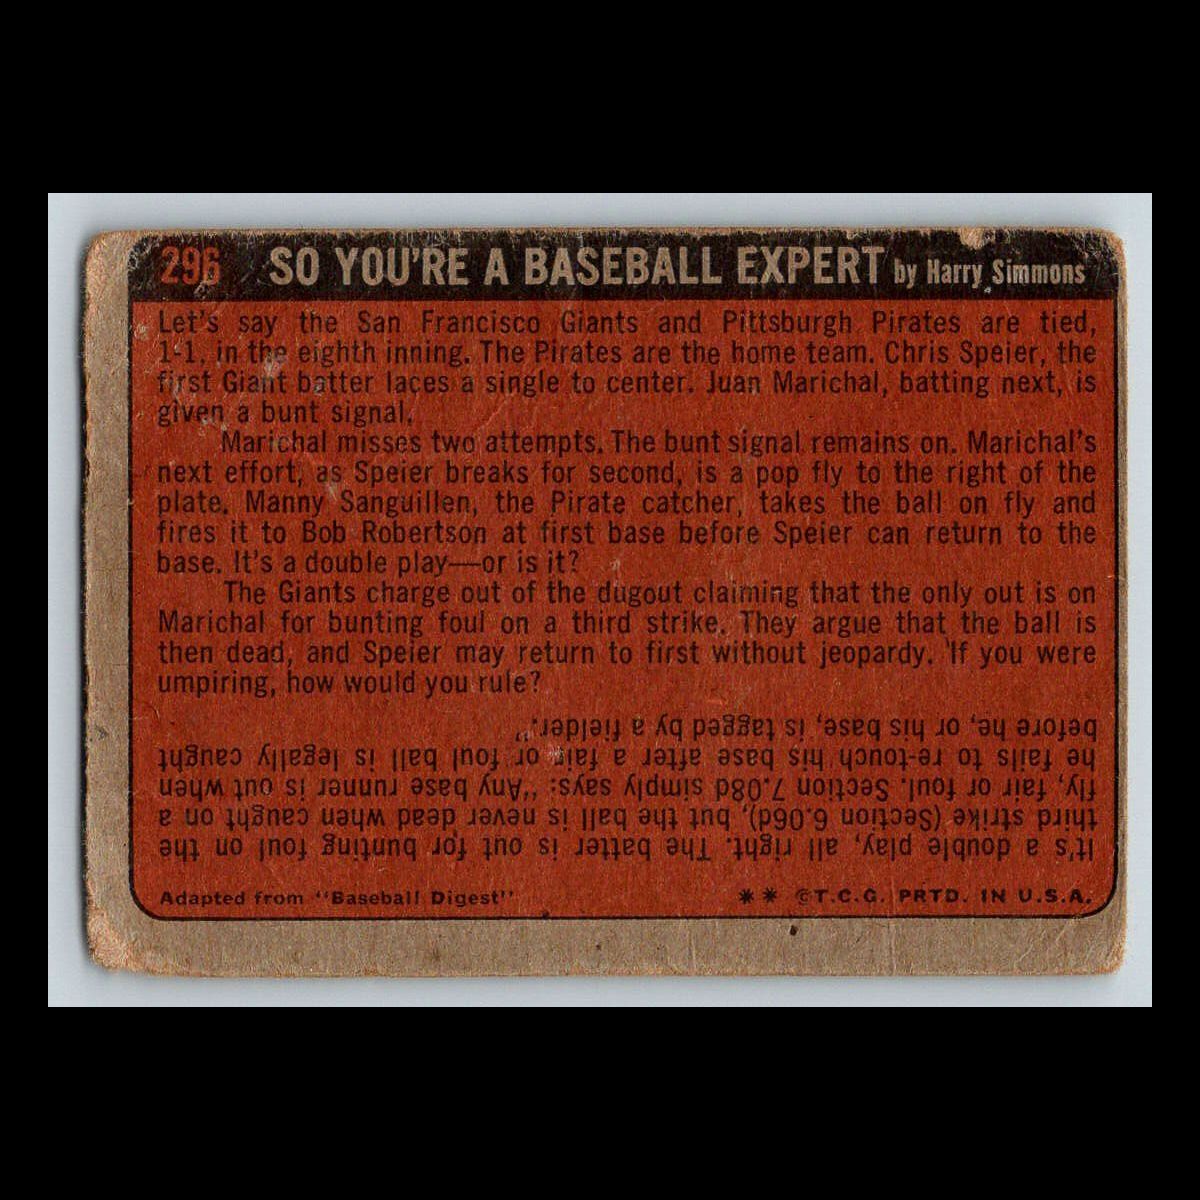 296 SO YOU'RE A BASEBALL EXPERT by Harry Simmons
Let's say the San Francisco Giants and Pittsburgh Pirates are tied,
1-1, in the eighth inning. The Pirates are the home team. Chris Speier, the
first Giant batter laces a single to center. Juan Marichal, batting next, is
given a bunt signal.
Marichal misses two attempts. The bunt signal remains on. Marichal's
next effort, as Speier breaks for second, is a pop fly to the right of the
plate. Manny Sanguillen, the Pirate catcher, takes the ball on fly and
fires it to Bob Robertson at first base before Speier can return to the
base. It's a double play—or is it?
The Giants charge out of the dugout claiming that the only out is on
Marichal for bunting foul on a third strike. They argue that the ball is
then dead, and Speier may return to first without jeopardy. If you were
umpiring, how would you rule?
It's a double play, all right. The batter is out for bunting foul on the
third strike (Section 6.06d), but the ball is never dead when caught on a
fly, fair or foul. Section 7.08d simply says: "Any base runner is out when
he fails to re-touch his base after a fair or foul ball is legally caught
before he, or his base, is tagged by a fielder."
Adapted from "Baseball Digest" ** ©T.C.G. PRTD. IN U.S.A.